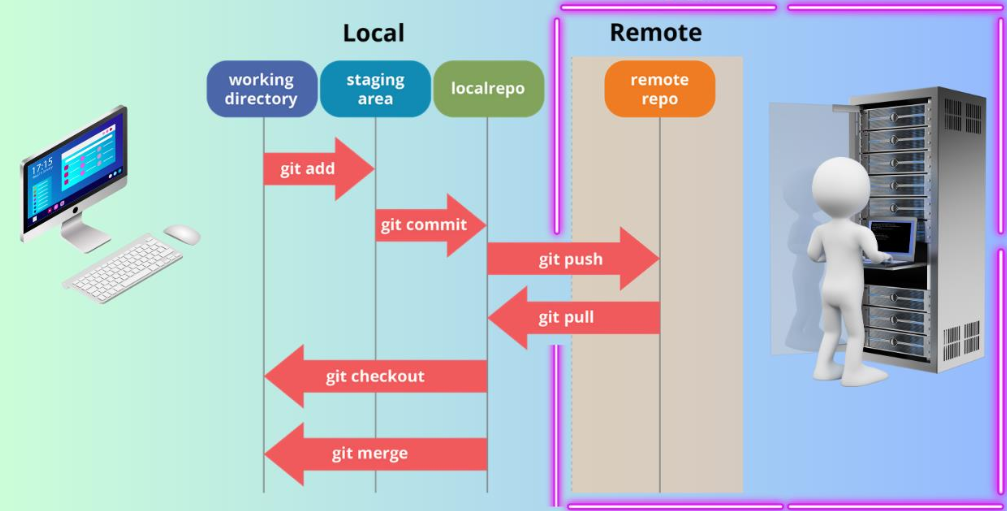 Local
Remote
working
directory
staging
area
localrepo
remote
repo
17:15
git add
git commit
git push
git pull
git checkout
git merge